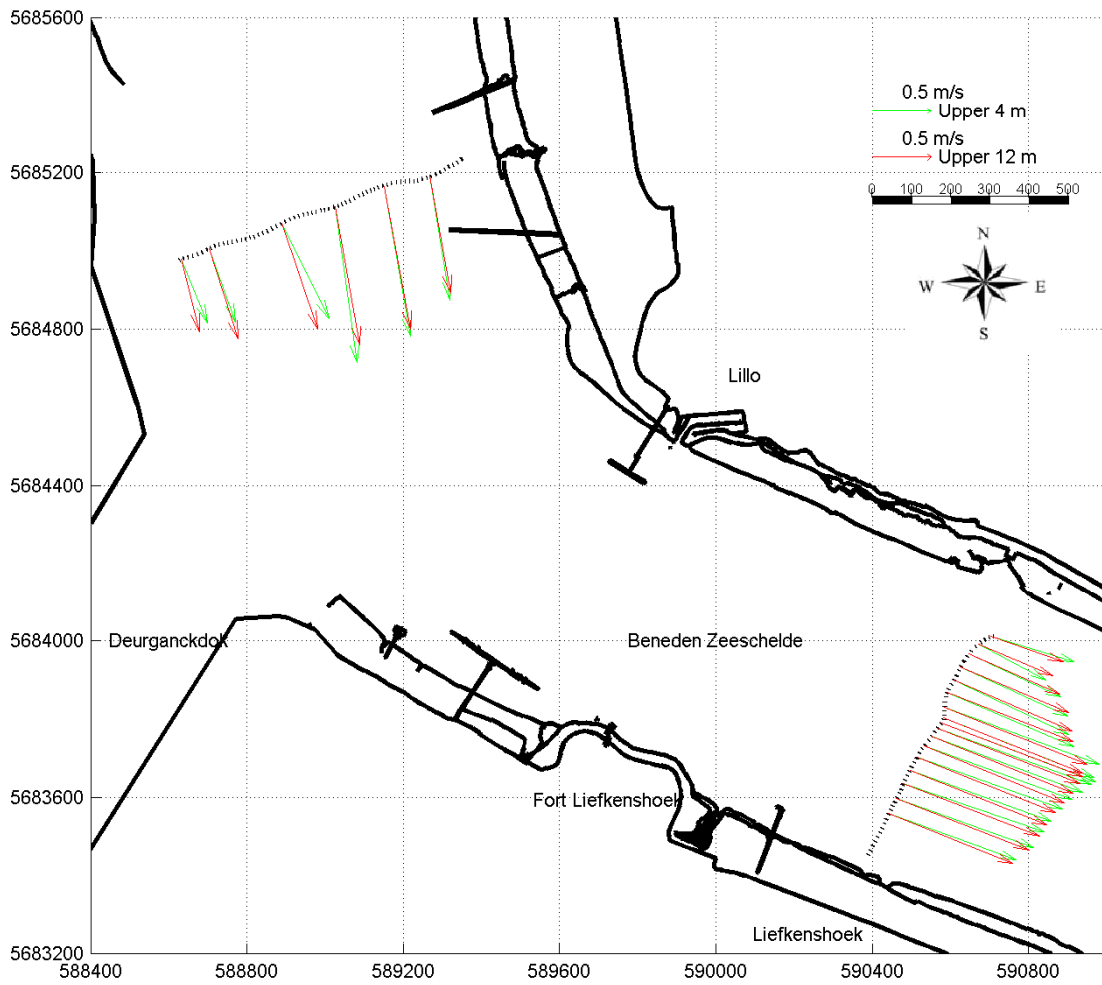 5685600
5685200
5684800
5684400
5684000
5683600
5683200
588400 588800 589200 589600 590000 590400 590800
0.5 m/s
Upper 4 m
0.5 m/s
Upper 12 m
0 100 200 300 400 500
N
W E
S
Lillo
Deurganckdok
Beneden Zeeschelde
Fort Liefkenshoek
Liefkenshoek